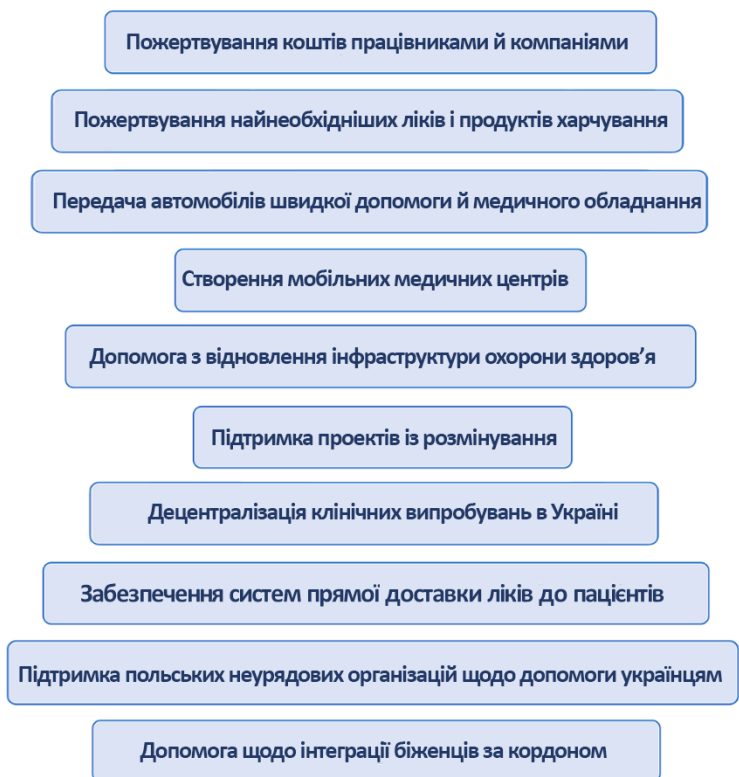 Пожертвування коштів працівниками й компаніями
Пожертвування найнеобхідніших ліків і продуктів харчування
Передача автомобілів швидкої допомоги й медичного обладнання
Створення мобільних медичних центрів
Допомога з відновлення інфраструктури охорони здоров’я
Підтримка проектів із розмінування
Децентралізація клінічних випробувань в Україні
Забезпечення систем прямої доставки ліків до пацієнтів
Підтримка польських неурядових організацій щодо допомоги українцям
Допомога щодо інтеграції біженців за кордоном